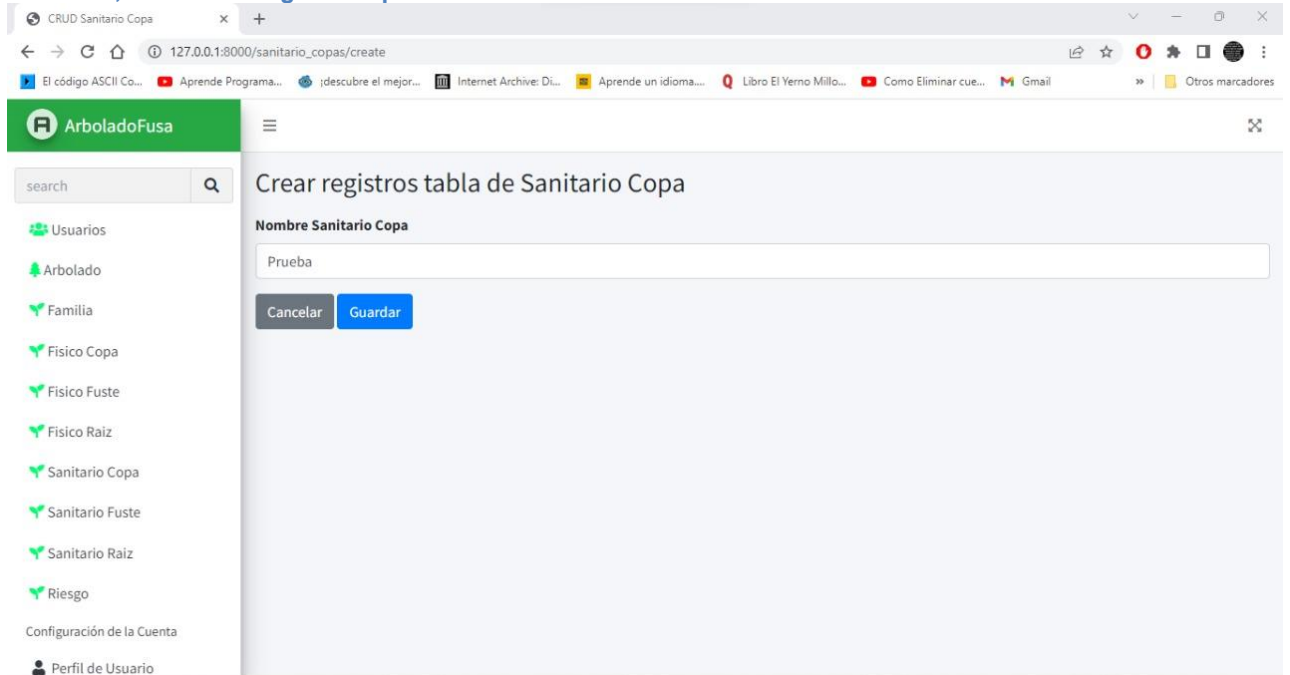 CRUD Sanitario Copa
127.0.0.1:8000/sanitario_copas/create
El código ASCII Co... Aprende Programa... ¡descubre el mejor... Internet Archive: Di... Aprende un idioma.... Libro El Yerno Millo... Como Eliminar cue... Gmail » Otros marcadores
ArboladoFusa
search
Crear registros tabla de Sanitario Copa
Nombre Sanitario Copa
Prueba
Cancelar Guardar
Usuarios
Arbolado
Familia
Fisico Copa
Fisico Fuste
Fisico Raiz
Sanitario Copa
Sanitario Fuste
Sanitario Raiz
Riesgo
Configuración de la Cuenta
Perfil de Usuario